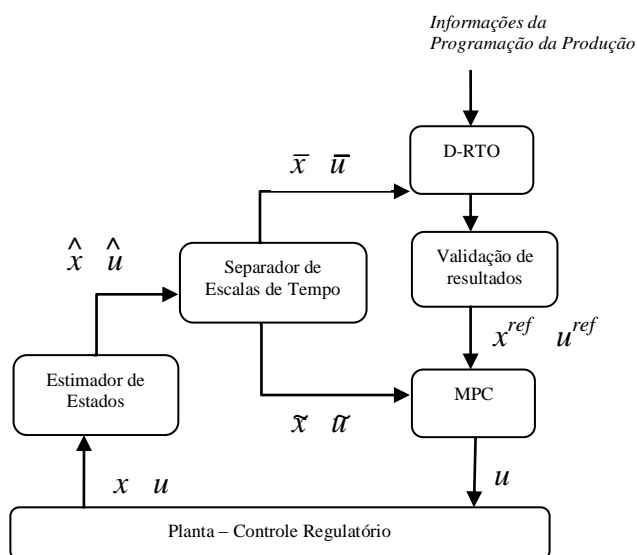 Informações da
Programação da Produção
D-RTO
x̅ u̅
Validação de
resultados
x̂ û
Separador de
Escalas de Tempo
x^ref u^ref
Estimador de
Estados
MPC
x̃ ũ
x u
u
Planta – Controle Regulatório